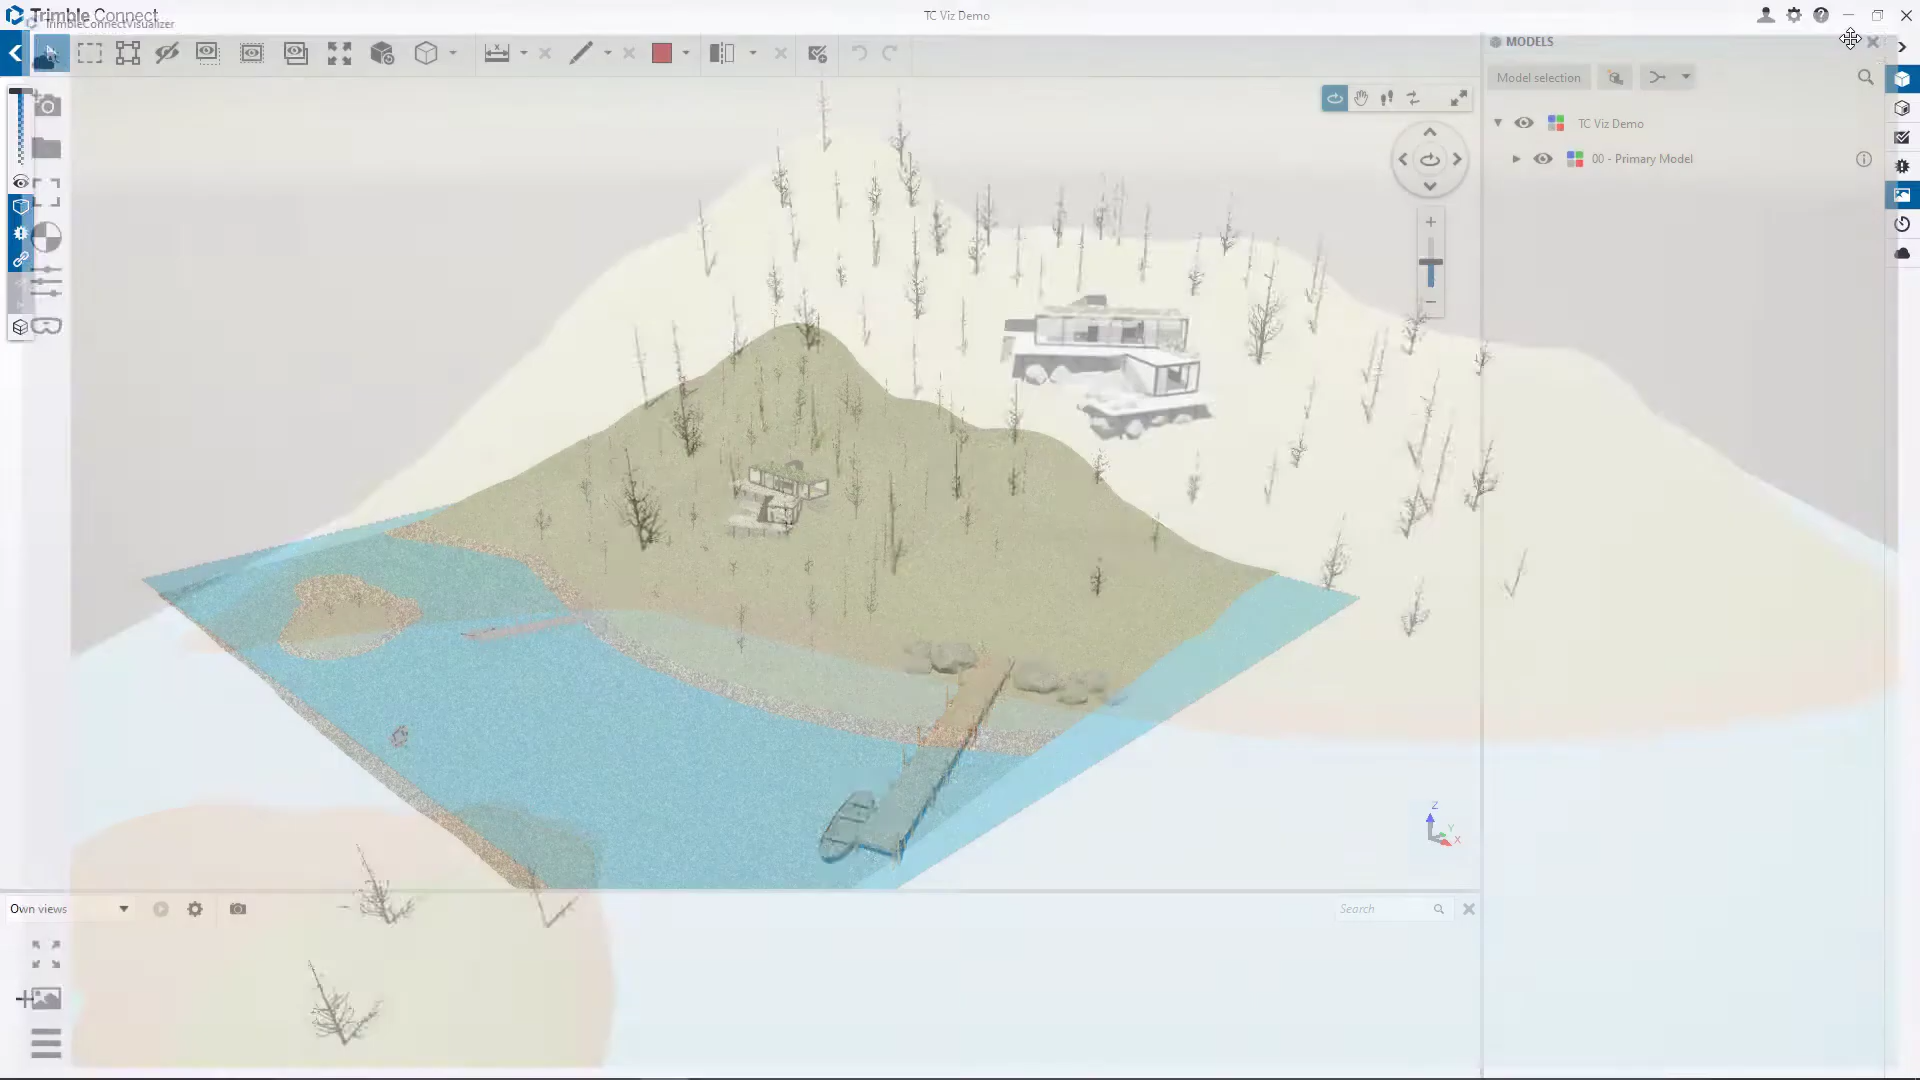 Trimble Connect
TrimbleConnectVisualizer
TC Viz Demo
MODELS
Model selection
TC Viz Demo
00 - Primary Model
Z
Y
X
Own views
Search